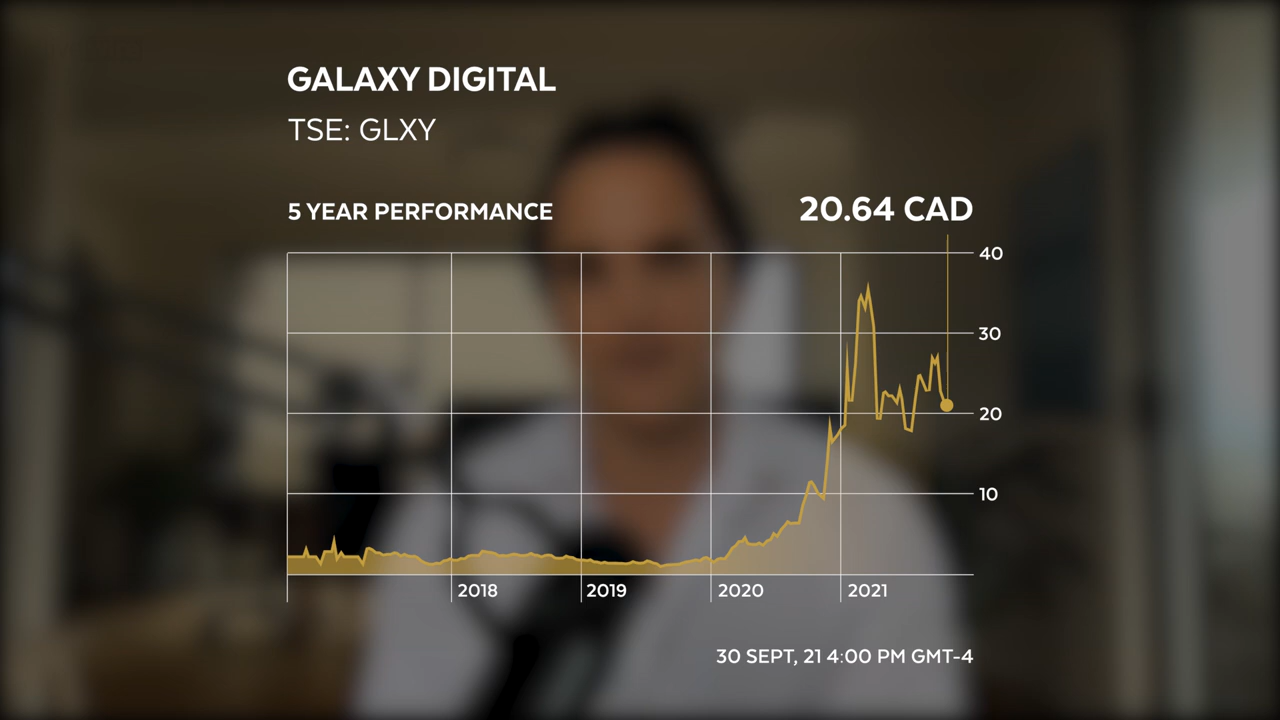 GALAXY DIGITAL
TSE: GLXY
5 YEAR PERFORMANCE
20.64 CAD
40
30
20
10
2018
2019
2020
2021
30 SEPT, 21 4:00 PM GMT-4